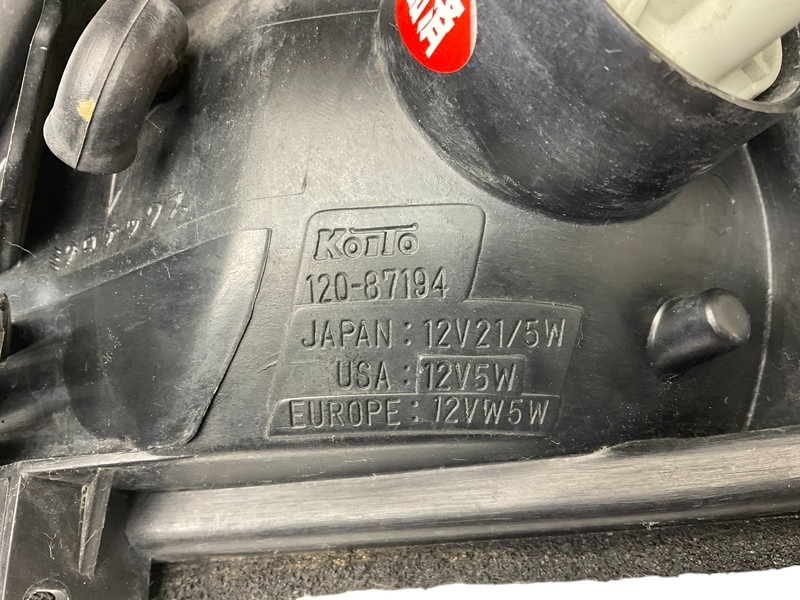 KOITO
120-87194
JAPAN : 12V21/5W
USA : 12V5W
EUROPE : 12VW5W